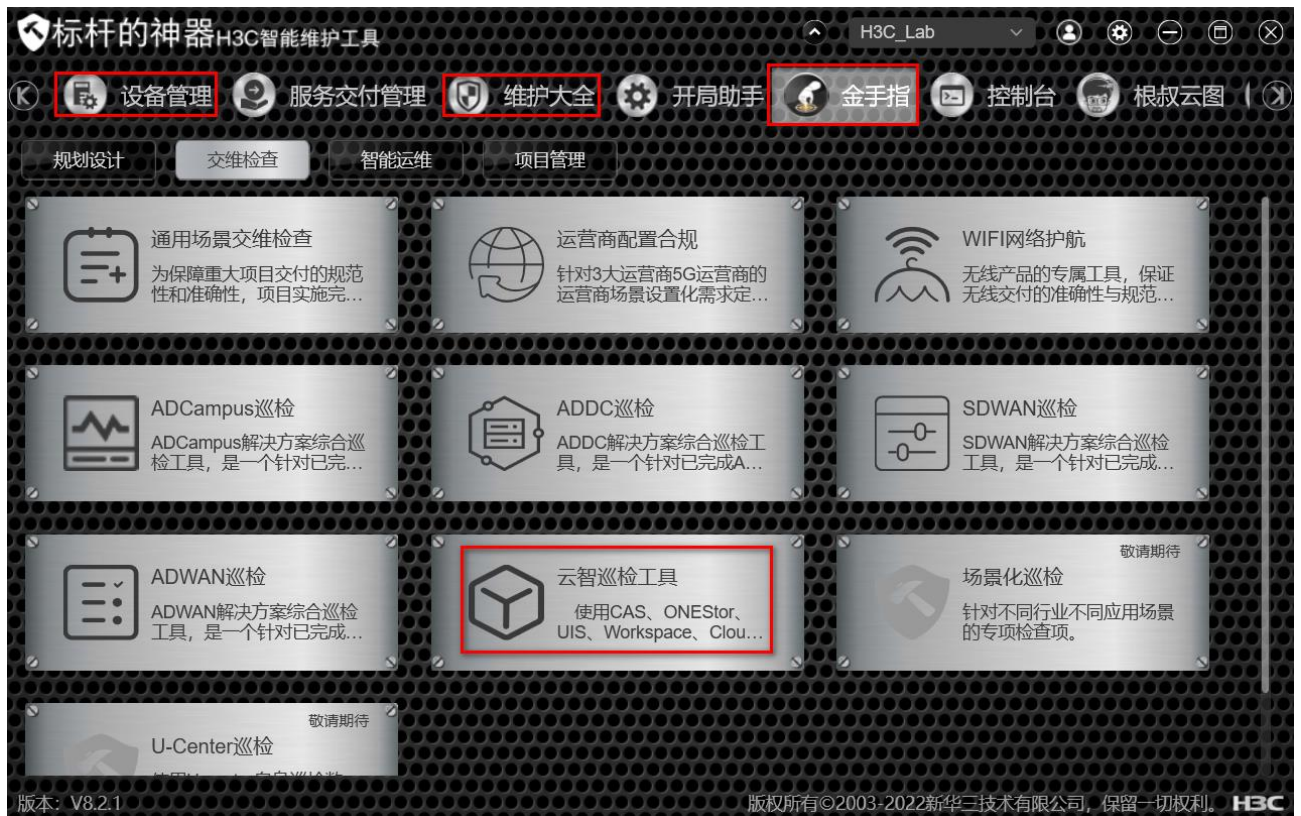 标杆的神器H3C智能维护工具
H3C_Lab
设备管理
服务交付管理
维护大全
开局助手
金手指
控制台
根叔云图
规划设计
交维检查
智能运维
项目管理
通用场景交维检查
为保障重大项目交付的规范
性和准确性，项目实施完...
运营商配置合规
针对3大运营商5G运营商的
运营商场景设置化需求定...
WIFI网络护航
无线产品的专属工具，保证
无线交付的准确性与规范...
ADCampus巡检
ADCampus解决方案综合巡
检工具，是一个针对已完...
ADDC巡检
ADDC解决方案综合巡检工
具，是一个针对已完成A...
SDWAN巡检
SDWAN解决方案综合巡检
工具，是一个针对已完成...
ADWAN巡检
ADWAN解决方案综合巡检
工具，是一个针对已完成...
云智巡检工具
使用CAS、ONEStor、
UIS、Workspace、Clou...
敬请期待
场景化巡检
针对不同行业不同应用场景
的专项检查项。
敬请期待
U-Center巡检
版本：V8.2.1
版权所有©2003-2022新华三技术有限公司，保留一切权利。 H3C